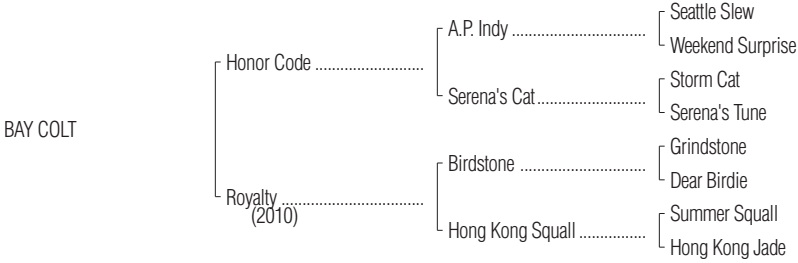 Seattle Slew
A.P. Indy ................................
Weekend Surprise
Honor Code ..........................
Storm Cat
Serena's Cat..........................
Serena's Tune
BAY COLT
Grindstone
Birdstone ..............................
Dear Birdie
Royalty ..................................
(2010)
Summer Squall
Hong Kong Squall ................
Hong Kong Jade